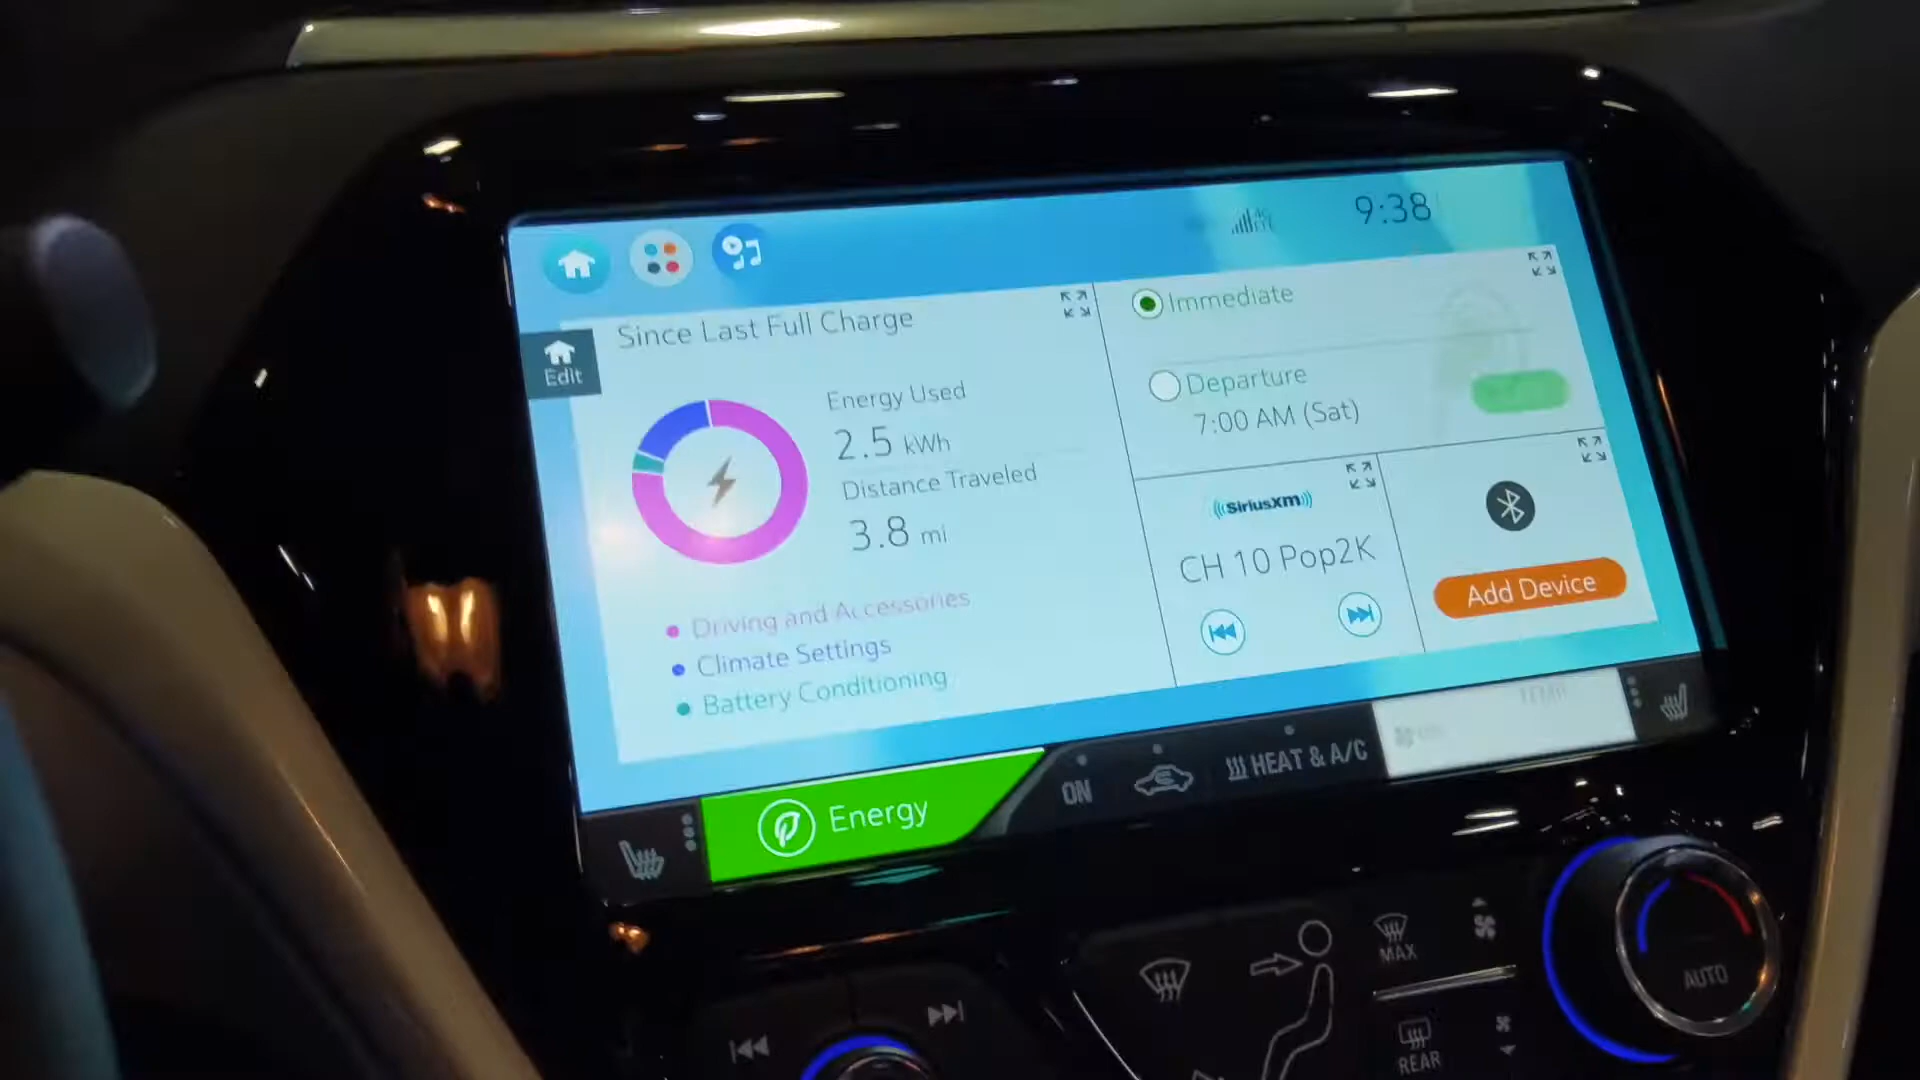 9:38
Since Last Full Charge
Edit
Energy Used
2.5 kWh
Distance Traveled
3.8 mi
Driving and Accessories
Climate Settings
Battery Conditioning
Immediate
Departure
7:00 AM (Sat)
SiriusXM
CH 10 Pop2K
Add Device
Energy
ON
HEAT & A/C
MAX
AUTO
REAR